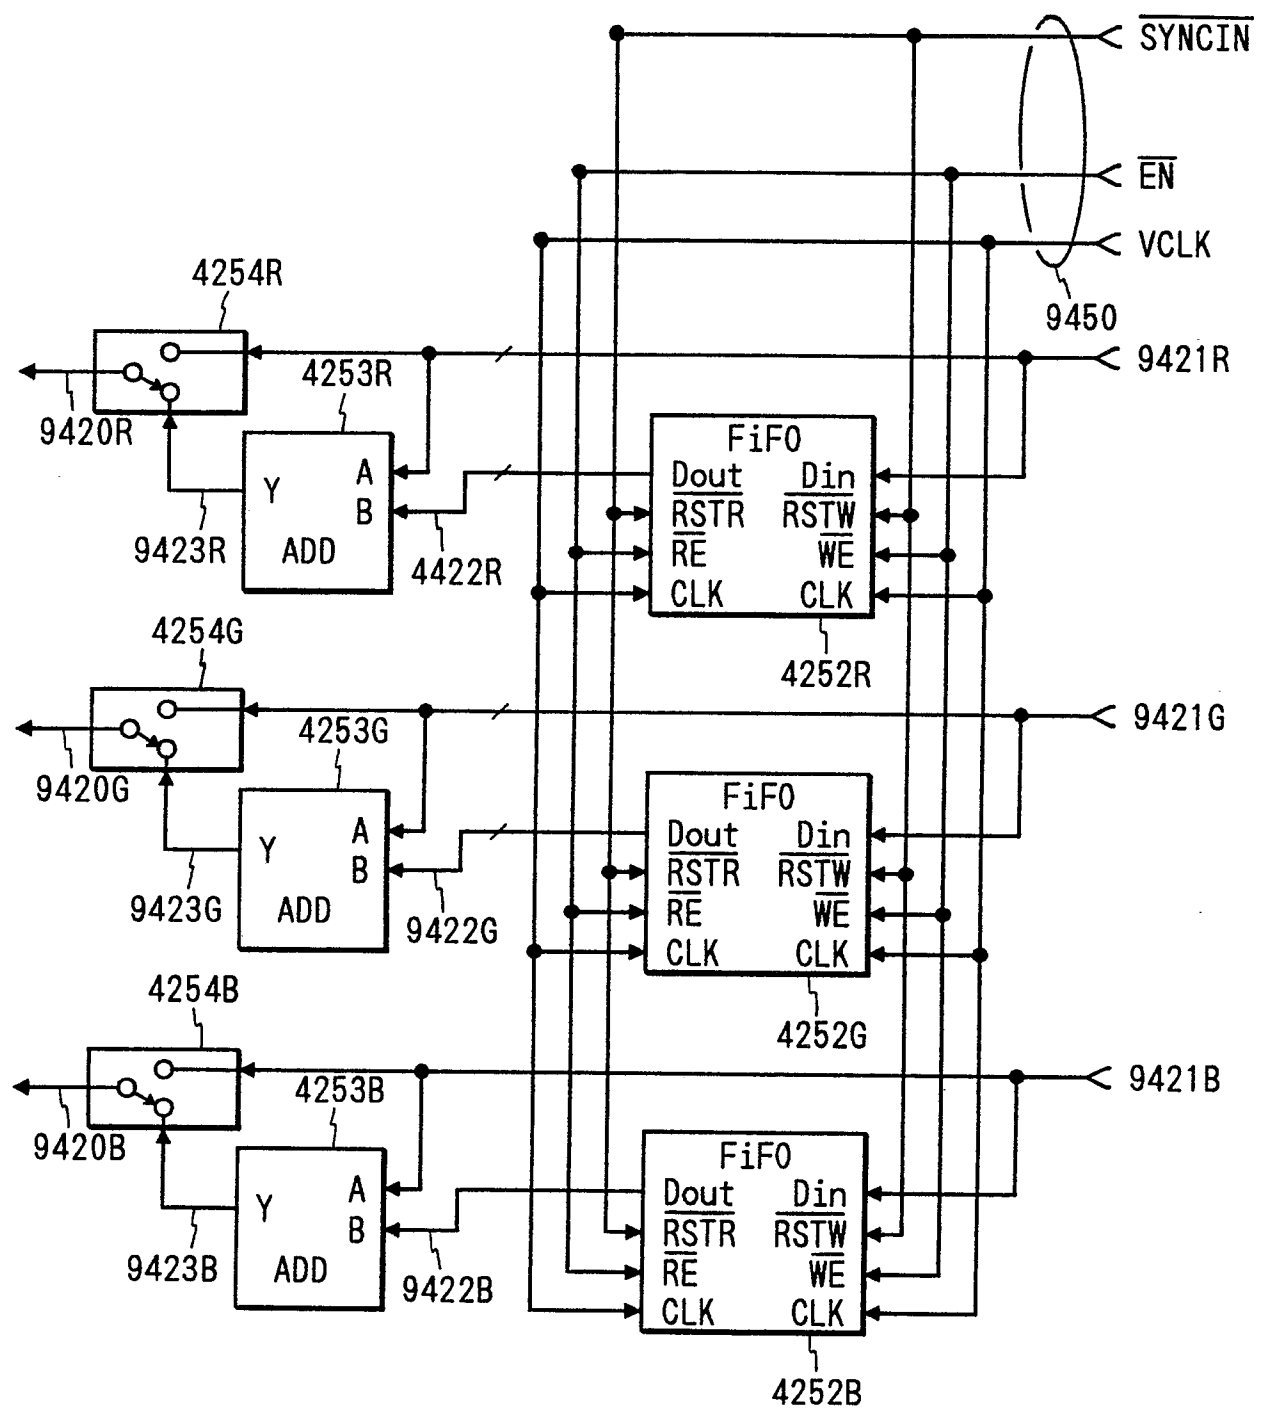 SYNCIN
EN
VCLK
9450
4254R
9421R
4253R
9420R
FiFO
Dout Din
RSTR RSTW
RE WE
CLK CLK
A
Y
B
ADD
9423R
4422R
4252R
4254G
9421G
4253G
9420G
FiFO
Dout Din
RSTR RSTW
RE WE
CLK CLK
A
Y
B
ADD
9423G
9422G
4252G
4254B
9421B
4253B
9420B
FiFO
Dout Din
RSTR RSTW
RE WE
CLK CLK
A
Y
B
ADD
9423B
9422B
4252B